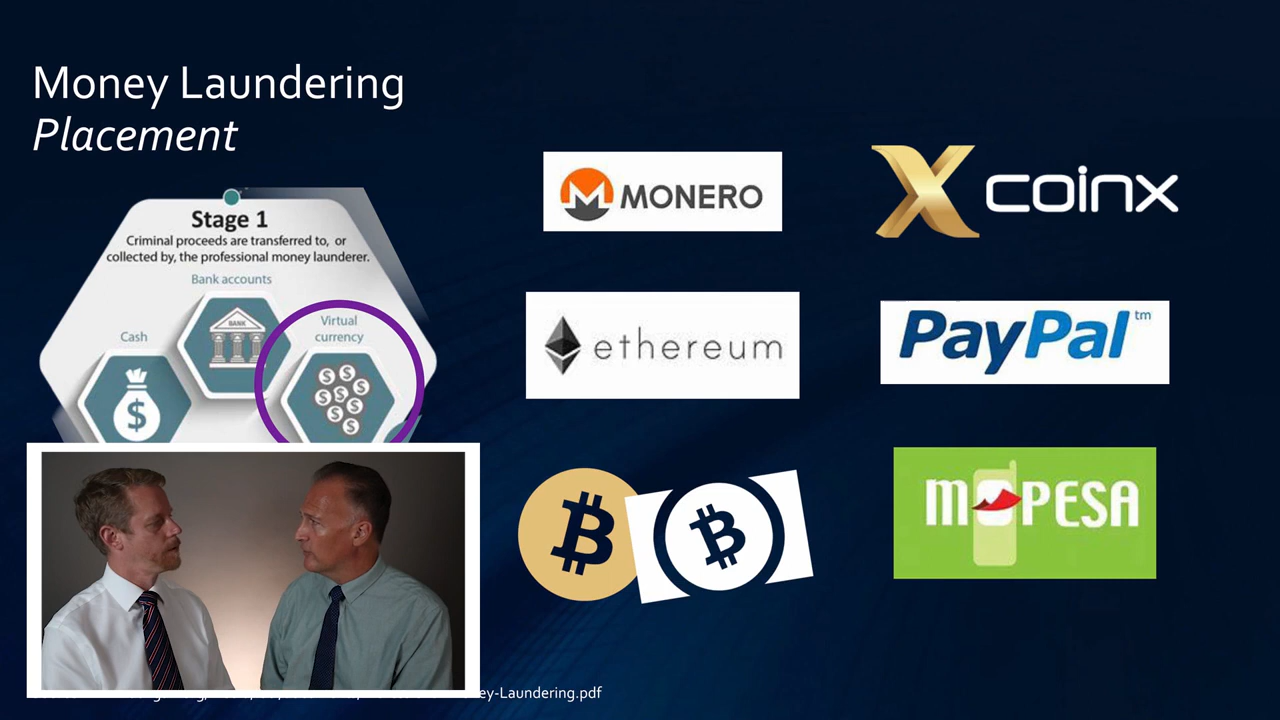 Money Laundering
Placement
Stage 1
Criminal proceeds are transferred to, or
collected by, the professional money launderer.
Bank accounts
BANK
Cash
Virtual
currency
MONERO
coinx
ethereum
PayPal tm
M PESA
ey-Laundering.pdf